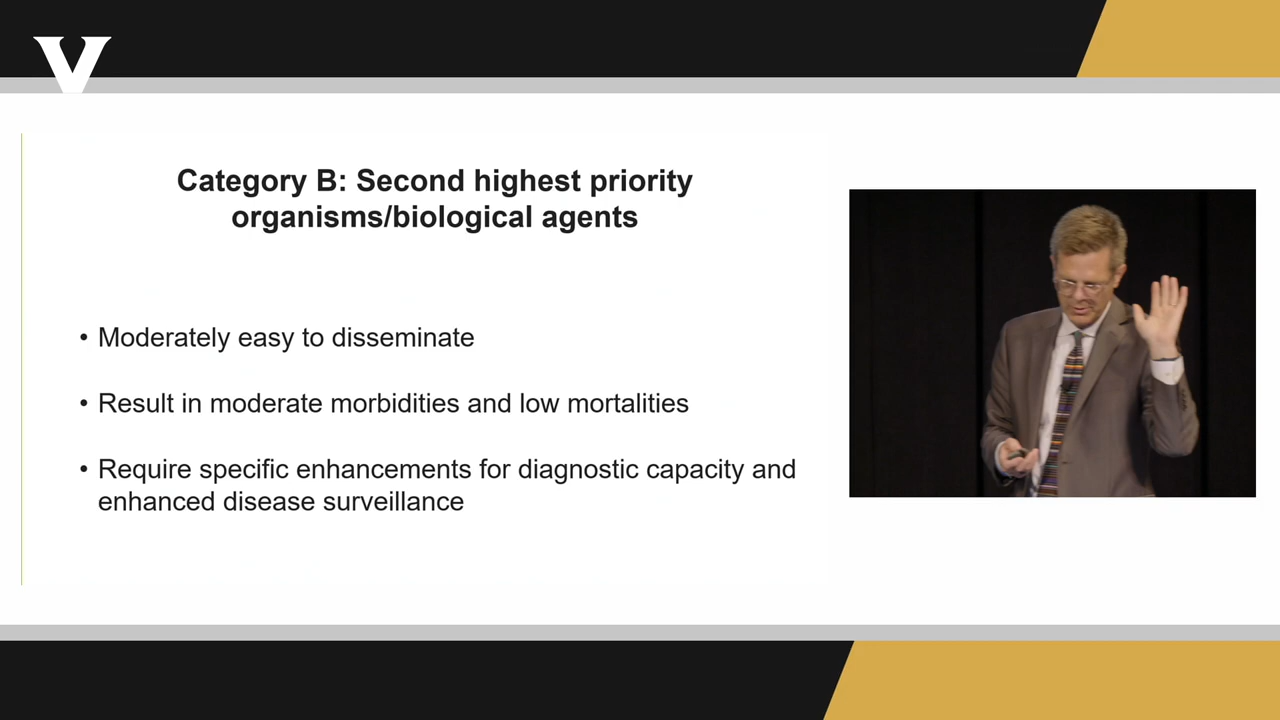 V
Category B: Second highest priority
organisms/biological agents
• Moderately easy to disseminate
• Result in moderate morbidities and low mortalities
• Require specific enhancements for diagnostic capacity and
enhanced disease surveillance